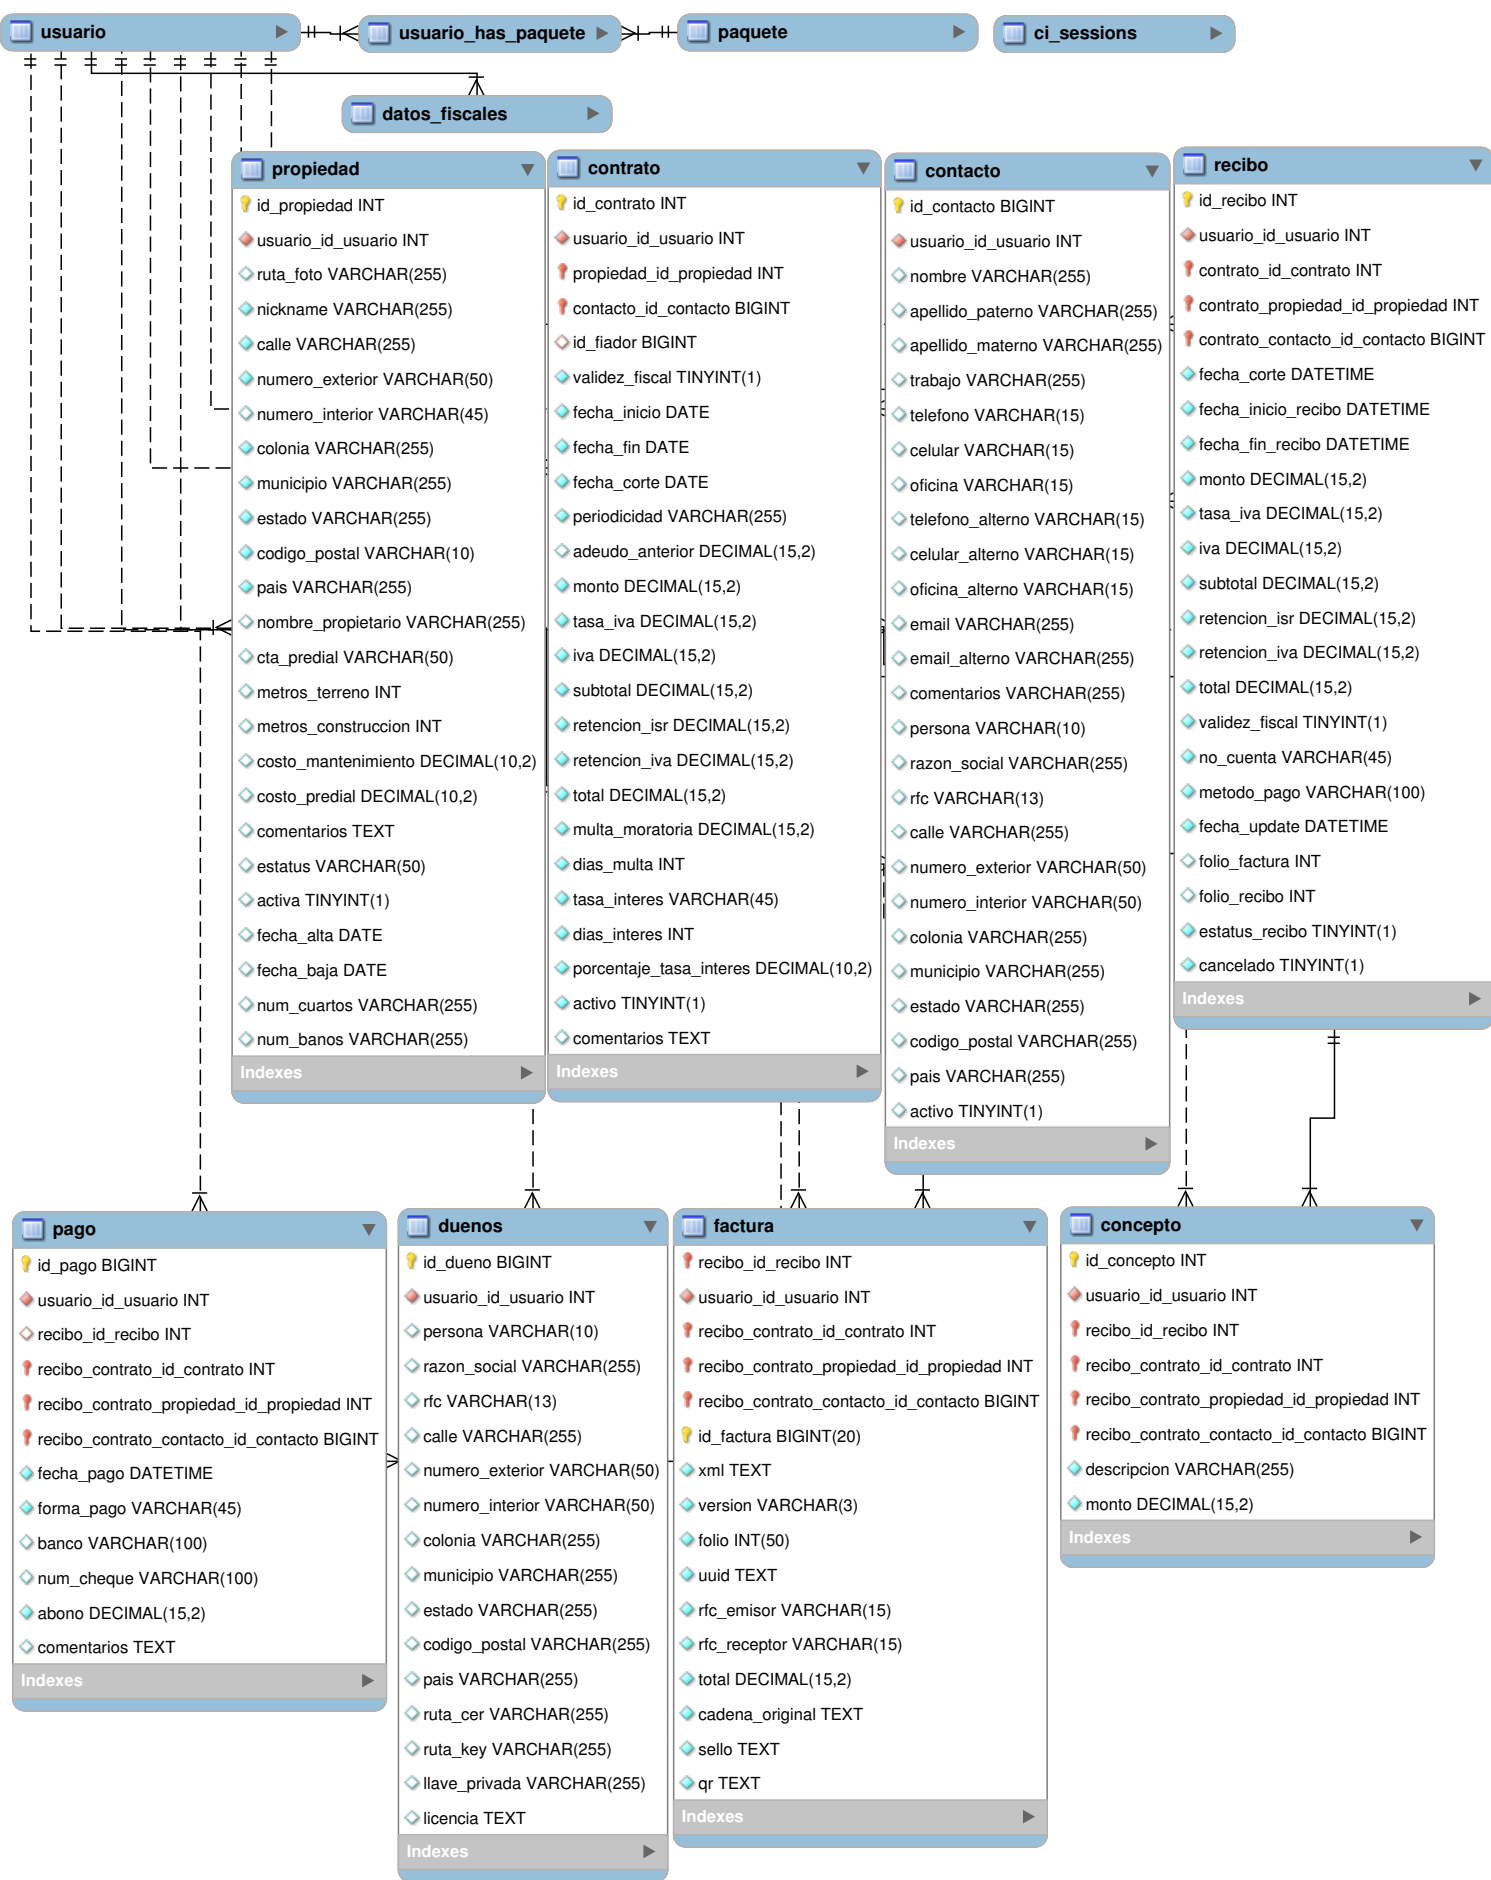 usuario
usuario_has_paquete
paquete
ci_sessions
datos_fiscales
propiedad
id_propiedad INT
usuario_id_usuario INT
ruta_foto VARCHAR(255)
nickname VARCHAR(255)
calle VARCHAR(255)
numero_exterior VARCHAR(50)
numero_interior VARCHAR(45)
colonia VARCHAR(255)
municipio VARCHAR(255)
estado VARCHAR(255)
codigo_postal VARCHAR(10)
pais VARCHAR(255)
nombre_propietario VARCHAR(255)
cta_predial VARCHAR(50)
metros_terreno INT
metros_construccion INT
costo_mantenimiento DECIMAL(10,2)
costo_predial DECIMAL(10,2)
comentarios TEXT
estatus VARCHAR(50)
activa TINYINT(1)
fecha_alta DATE
fecha_baja DATE
num_cuartos VARCHAR(255)
num_banos VARCHAR(255)
Indexes
contrato
id_contrato INT
usuario_id_usuario INT
propiedad_id_propiedad INT
contacto_id_contacto BIGINT
id_fiador BIGINT
validez_fiscal TINYINT(1)
fecha_inicio DATE
fecha_fin DATE
fecha_corte DATE
periodicidad VARCHAR(255)
adeudo_anterior DECIMAL(15,2)
monto DECIMAL(15,2)
tasa_iva DECIMAL(15,2)
iva DECIMAL(15,2)
subtotal DECIMAL(15,2)
retencion_isr DECIMAL(15,2)
retencion_iva DECIMAL(15,2)
total DECIMAL(15,2)
multa_moratoria DECIMAL(15,2)
dias_multa INT
tasa_interes VARCHAR(45)
dias_interes INT
porcentaje_tasa_interes DECIMAL(10,2)
activo TINYINT(1)
comentarios TEXT
Indexes
contacto
id_contacto BIGINT
usuario_id_usuario INT
nombre VARCHAR(255)
apellido_paterno VARCHAR(255)
apellido_materno VARCHAR(255)
trabajo VARCHAR(255)
telefono VARCHAR(15)
celular VARCHAR(15)
oficina VARCHAR(15)
telefono_alterno VARCHAR(15)
celular_alterno VARCHAR(15)
oficina_alterno VARCHAR(15)
email VARCHAR(255)
email_alterno VARCHAR(255)
comentarios VARCHAR(255)
persona VARCHAR(10)
razon_social VARCHAR(255)
rfc VARCHAR(13)
calle VARCHAR(255)
numero_exterior VARCHAR(50)
numero_interior VARCHAR(50)
colonia VARCHAR(255)
municipio VARCHAR(255)
estado VARCHAR(255)
codigo_postal VARCHAR(255)
pais VARCHAR(255)
activo TINYINT(1)
Indexes
recibo
id_recibo INT
usuario_id_usuario INT
contrato_id_contrato INT
contrato_propiedad_id_propiedad INT
contrato_contacto_id_contacto BIGINT
fecha_corte DATETIME
fecha_inicio_recibo DATETIME
fecha_fin_recibo DATETIME
monto DECIMAL(15,2)
tasa_iva DECIMAL(15,2)
iva DECIMAL(15,2)
subtotal DECIMAL(15,2)
retencion_isr DECIMAL(15,2)
retencion_iva DECIMAL(15,2)
total DECIMAL(15,2)
validez_fiscal TINYINT(1)
no_cuenta VARCHAR(45)
metodo_pago VARCHAR(100)
fecha_update DATETIME
folio_factura INT
folio_recibo INT
estatus_recibo TINYINT(1)
cancelado TINYINT(1)
Indexes
pago
id_pago BIGINT
usuario_id_usuario INT
recibo_id_recibo INT
recibo_contrato_id_contrato INT
recibo_contrato_propiedad_id_propiedad INT
recibo_contrato_contacto_id_contacto BIGINT
fecha_pago DATETIME
forma_pago VARCHAR(45)
banco VARCHAR(100)
num_cheque VARCHAR(100)
abono DECIMAL(15,2)
comentarios TEXT
Indexes
duenos
id_dueno BIGINT
usuario_id_usuario INT
persona VARCHAR(10)
razon_social VARCHAR(255)
rfc VARCHAR(13)
calle VARCHAR(255)
numero_exterior VARCHAR(50)
numero_interior VARCHAR(50)
colonia VARCHAR(255)
municipio VARCHAR(255)
estado VARCHAR(255)
codigo_postal VARCHAR(255)
pais VARCHAR(255)
ruta_cer VARCHAR(255)
ruta_key VARCHAR(255)
llave_privada VARCHAR(255)
licencia TEXT
Indexes
factura
recibo_id_recibo INT
usuario_id_usuario INT
recibo_contrato_id_contrato INT
recibo_contrato_propiedad_id_propiedad INT
recibo_contrato_contacto_id_contacto BIGINT
id_factura BIGINT(20)
xml TEXT
version VARCHAR(3)
folio INT(50)
uuid TEXT
rfc_emisor VARCHAR(15)
rfc_receptor VARCHAR(15)
total DECIMAL(15,2)
cadena_original TEXT
sello TEXT
qr TEXT
Indexes
concepto
id_concepto INT
usuario_id_usuario INT
recibo_id_recibo INT
recibo_contrato_id_contrato INT
recibo_contrato_propiedad_id_propiedad INT
recibo_contrato_contacto_id_contacto BIGINT
descripcion VARCHAR(255)
monto DECIMAL(15,2)
Indexes